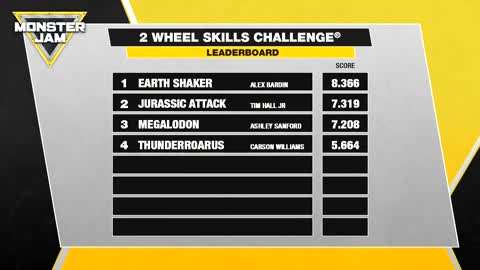 MONSTER
JAM
2 WHEEL SKILLS CHALLENGE®
LEADERBOARD
SCORE
1 EARTH SHAKER ALEX BARDIN 8.366
2 JURASSIC ATTACK TIM HALL JR 7.319
3 MEGALODON ASHLEY SANFORD 7.208
4 THUNDERROARUS CARSON WILLIAMS 5.664